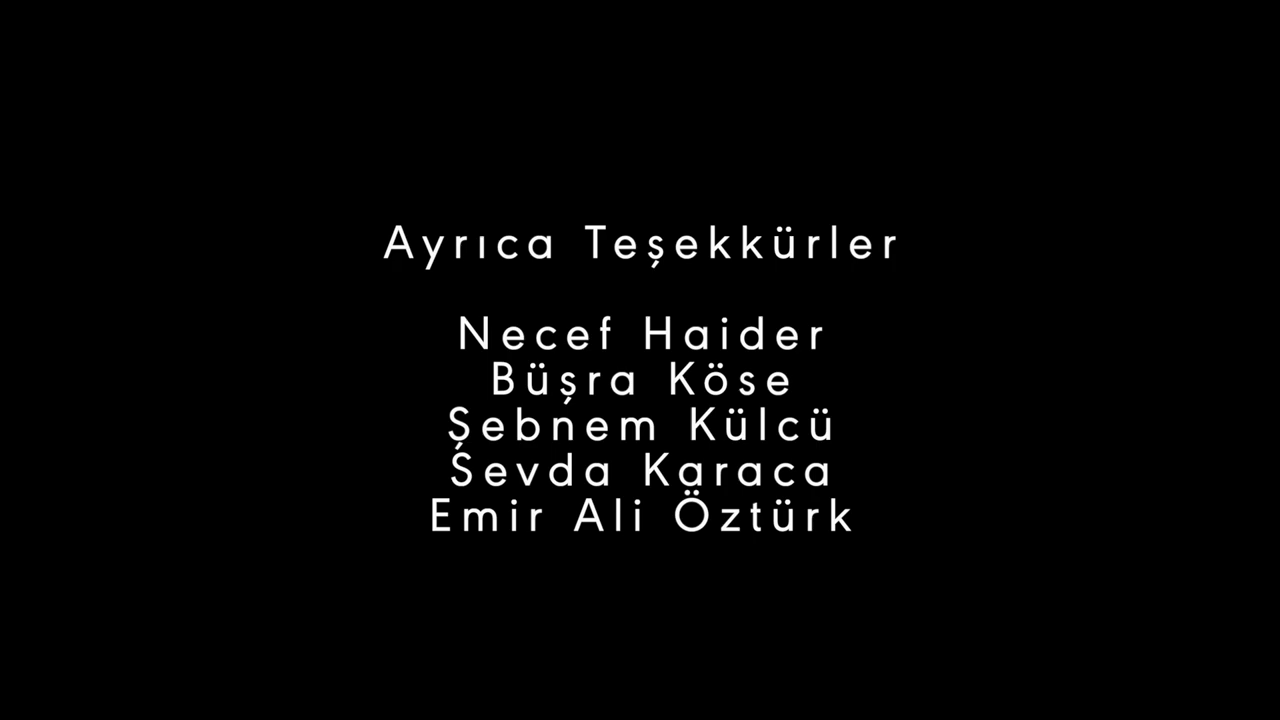 Ayrıca Teşekkürler
Necef Haider
Büşra Köse
Şebnem Külcü
Sevda Karaca
Emir Ali Öztürk